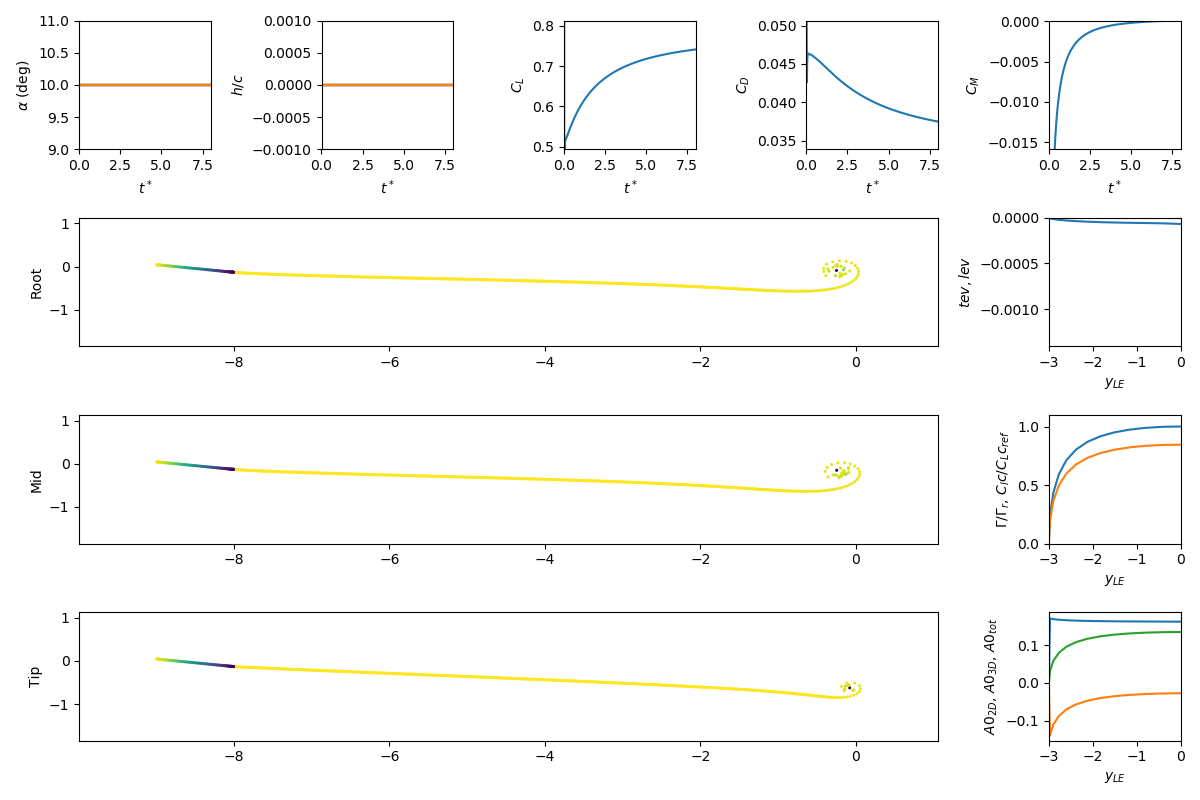 11.0
10.5
10.0
9.5
9.0
α (deg)
0.0 2.5 5.0 7.5
t*
0.0010
0.0005
0.0000
−0.0005
−0.0010
h/c
0.0 2.5 5.0 7.5
t*
0.8
0.7
0.6
0.5
C_L
0.0 2.5 5.0 7.5
t*
0.050
0.045
0.040
0.035
C_D
0.0 2.5 5.0 7.5
t*
0.000
−0.005
−0.010
−0.015
C_M
0.0 2.5 5.0 7.5
t*
1
0
−1
Root
−8 −6 −4 −2 0
0.0000
−0.0005
−0.0010
tev, lev
−3 −2 −1 0
y_LE
1
0
−1
Mid
−8 −6 −4 −2 0
1.0
0.5
0.0
Γ/Γ_r, C_l c/C_L c_ref
−3 −2 −1 0
y_LE
1
0
−1
Tip
−8 −6 −4 −2 0
0.1
0.0
−0.1
A0_2D, A0_3D, A0_tot
−3 −2 −1 0
y_LE